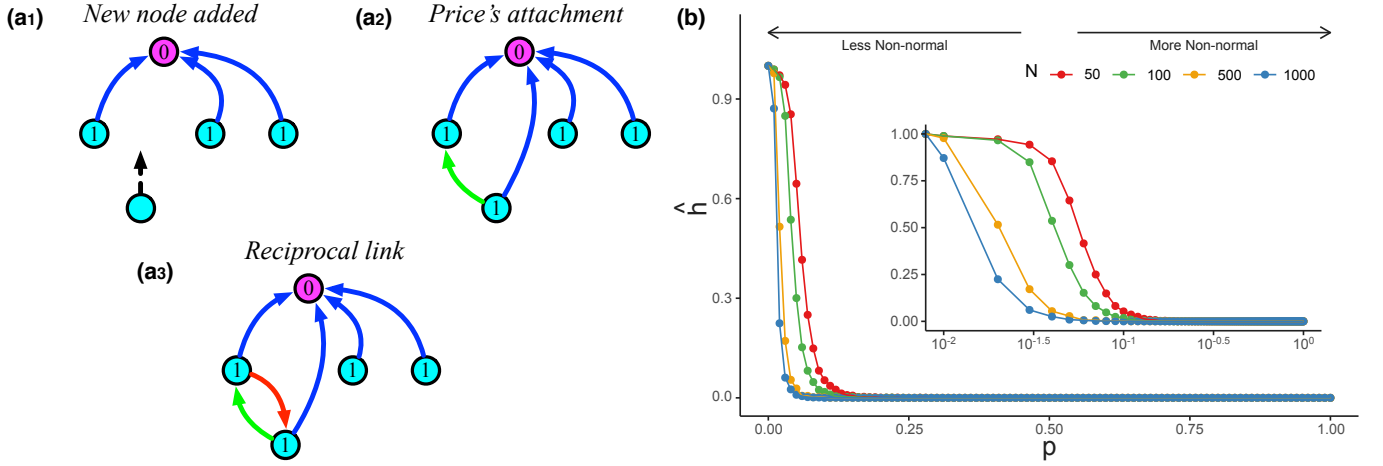 (a1) New node added
0
1 1 1
(a2) Price's attachment
0
1 1 1
1
(a3) Reciprocal link
0
1 1 1
1
(b)
Less Non-normal More Non-normal
N 50 100 500 1000
0.9
0.6
0.3
0.0
ĥ
0.00 0.25 0.50 0.75 1.00
p
1.00
0.75
0.50
0.25
0.00
10^-2 10^-1.5 10^-1 10^-0.5 10^0